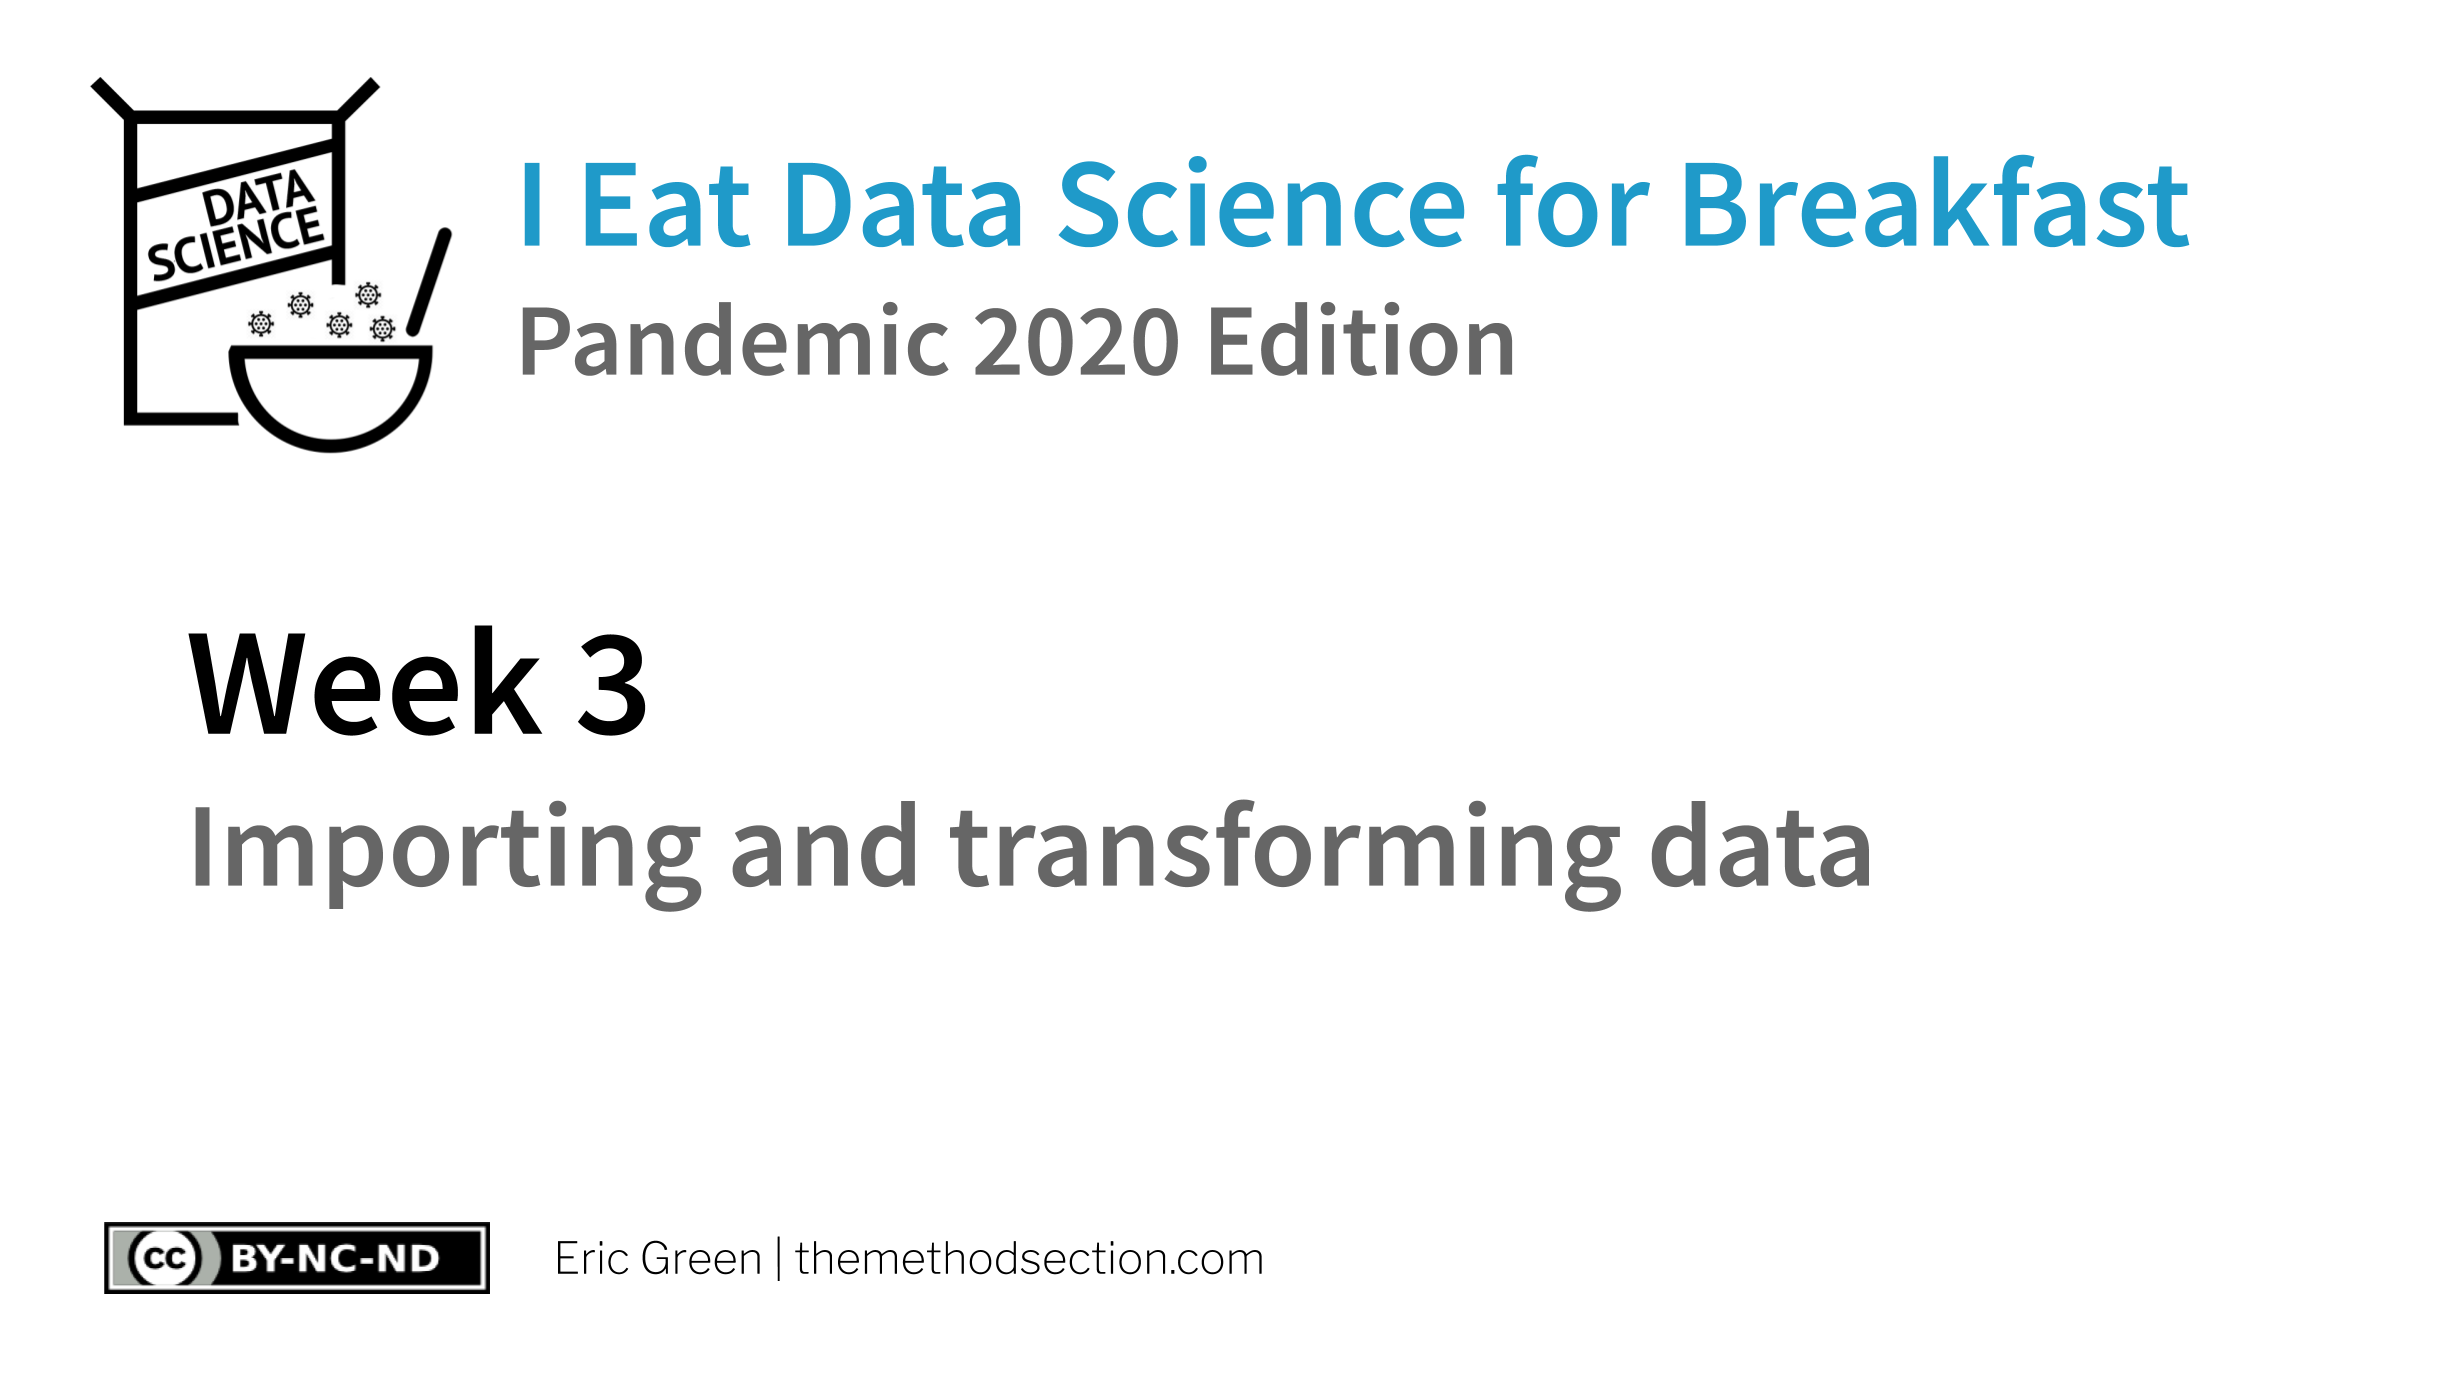 DATA
SCIENCE
I Eat Data Science for Breakfast
Pandemic 2020 Edition
Week 3
Importing and transforming data
cc BY-NC-ND
Eric Green | themethodsection.com